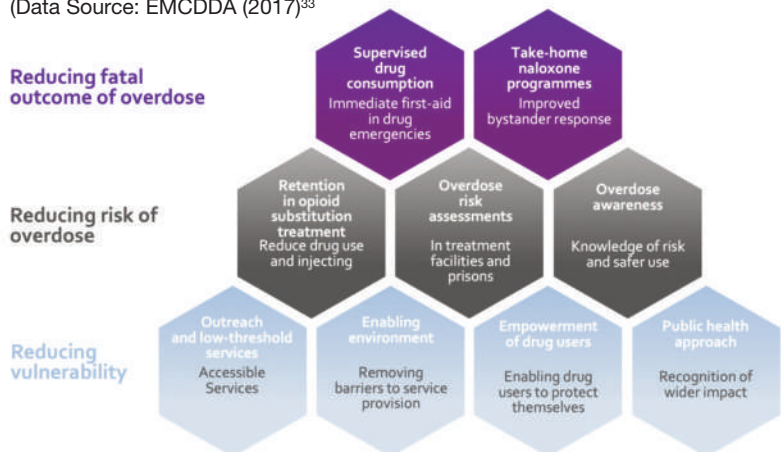 (Data Source: EMCDDA (2017)³³
Reducing fatal
outcome of overdose
Supervised
drug
consumption
Immediate first-aid
in drug
emergencies
Take-home
naloxone
programmes
Improved
bystander response
Reducing risk of
overdose
Retention
in opioid
substitution
treatment
Reduce drug use
and injecting
Overdose
risk
assessments
In treatment
facilities and
prisons
Overdose
awareness
Knowledge of risk
and safer use
Reducing
vulnerability
Outreach
and low-threshold
services
Accessible
Services
Enabling
environment
Removing
barriers to service
provision
Empowerment
of drug users
Enabling drug
users to protect
themselves
Public health
approach
Recognition of
wider impact